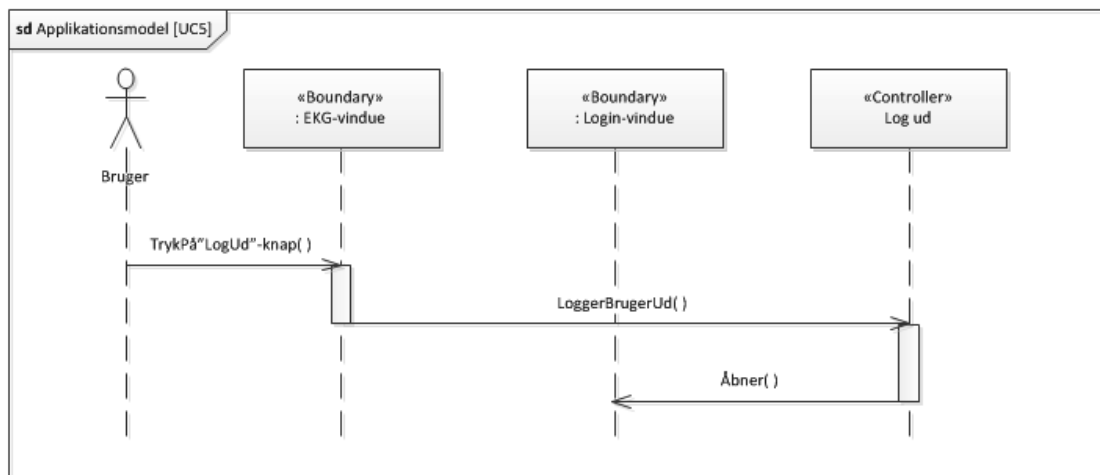 sd Applikationsmodel [UC5]
«Boundary»
: EKG-vindue
«Boundary»
: Login-vindue
«Controller»
Log ud
Bruger
TrykPå"LogUd"-knap( )
LoggerBrugerUd( )
Åbner( )